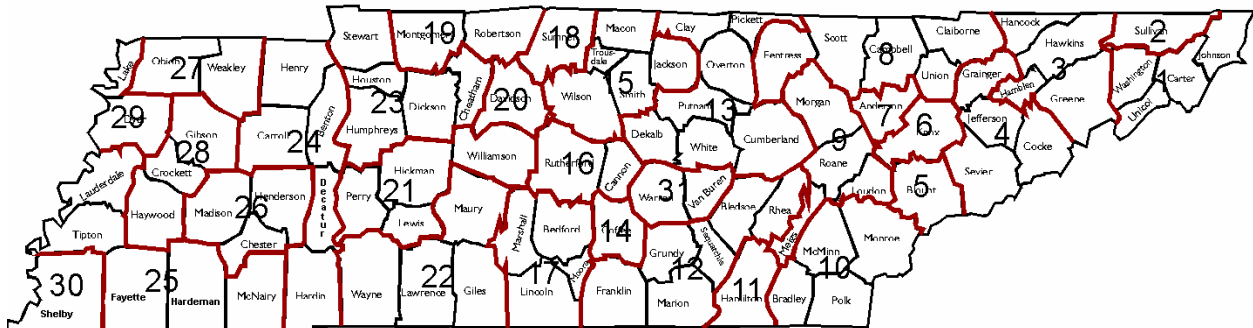 Stewart
Montgomery
19
Robertson
Sumner
18
Macon
Clay
Pickett
Fentress
Scott
Campbell
8
Claiborne
Hancock
Hawkins
3
Sullivan
2
Johnson
Lake
Obion
27
Weakley
Henry
Houston
23
Dickson
Cheatham
Davidson
20
Wilson
Trous-
dale
5
Smith
Jackson
Overton
Putnam
13
Morgan
Anderson
7
Union
Grainger
Hamblen
Greene
Washington
Unicoi
Carter
29
Gibson
28
Crockett
Carroll
24
Benton
Humphreys
Hickman
Williamson
Rutherford
16
Cannon
Dekalb
White
Cumberland
9
Roane
6
Knox
Jefferson
4
Cocke
Sevier
Lauderdale
Haywood
Madison
26
Henderson
Decatur
Perry
21
Lewis
Maury
Marshall
Bedford
Warren
31
Van Buren
Bledsoe
Rhea
Loudon
Blount
5
Tipton
Chester
14
Grundy
Sequatchie
Meigs
McMinn
10
Monroe
30
Shelby
25
Fayette
Hardeman
McNairy
Hardin
Wayne
Lawrence
22
Giles
17
Lincoln
Moore
Franklin
12
Marion
11
Hamilton
Bradley
Polk